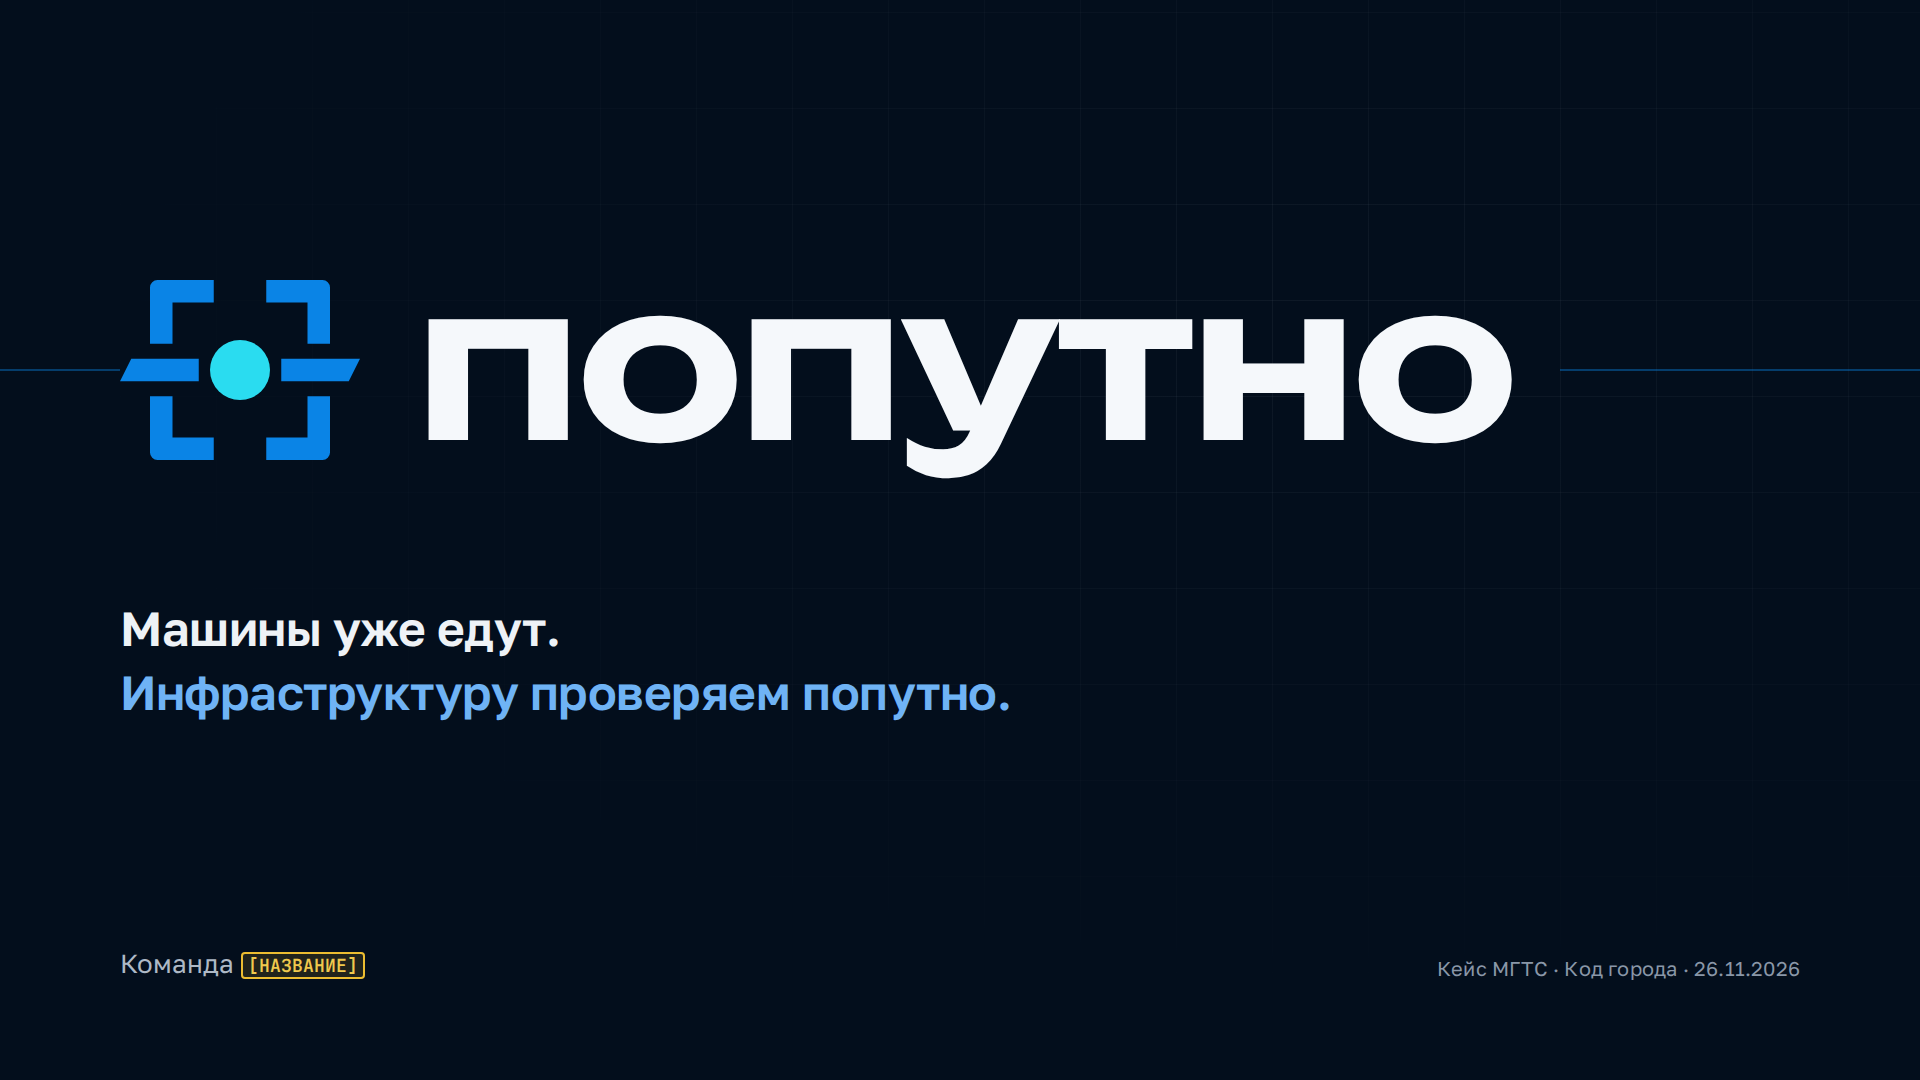 ПОПУТНО
Машины уже едут.
Инфраструктуру проверяем попутно.
Команда [НАЗВАНИЕ]
Кейс МГТС · Код города · 26.11.2026